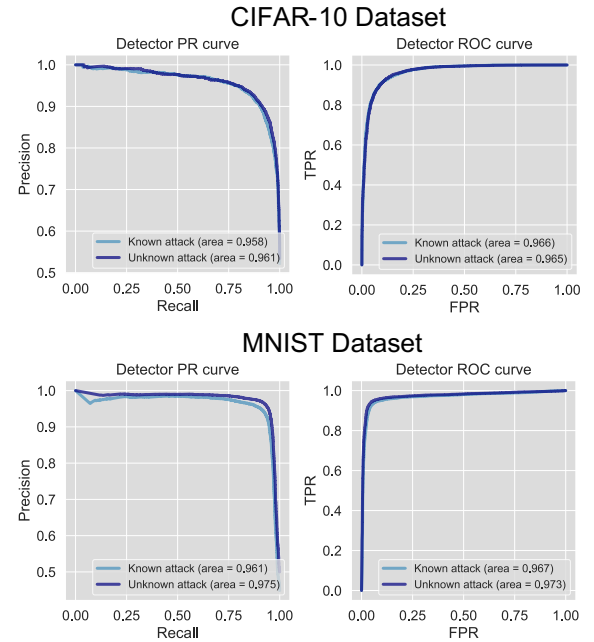 CIFAR-10 Dataset
Detector PR curve
Precision
1.0
0.9
0.8
0.7
0.6
0.5
Known attack (area = 0.958)
Unknown attack (area = 0.961)
0.00 0.25 0.50 0.75 1.00
Recall
Detector ROC curve
TPR
1.0
0.8
0.6
0.4
0.2
0.0
Known attack (area = 0.966)
Unknown attack (area = 0.965)
0.00 0.25 0.50 0.75 1.00
FPR
MNIST Dataset
Detector PR curve
Precision
1.0
0.9
0.8
0.7
0.6
0.5
Known attack (area = 0.961)
Unknown attack (area = 0.975)
0.00 0.25 0.50 0.75 1.00
Recall
Detector ROC curve
TPR
1.0
0.8
0.6
0.4
0.2
0.0
Known attack (area = 0.967)
Unknown attack (area = 0.973)
0.00 0.25 0.50 0.75 1.00
FPR